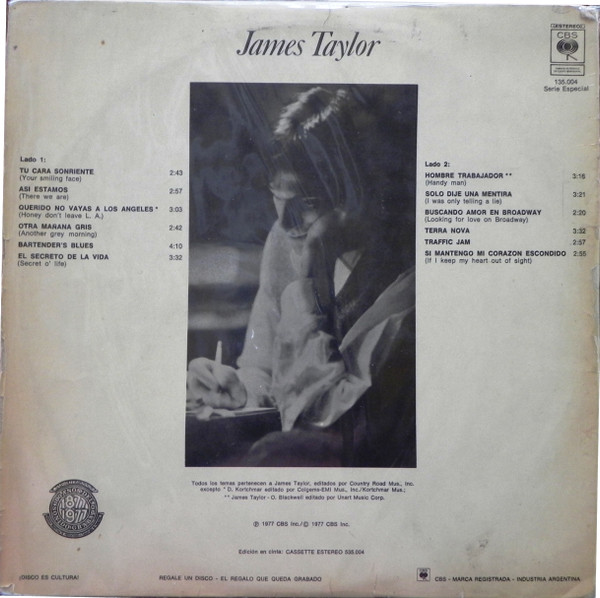 James Taylor
ESTEREO
CBS
135.004
Serie Especial
Lado 1:
TU CARA SONRIENTE 2:43
(Your smiling face)
ASI ESTAMOS 2:57
(There we are)
QUERIDO NO VAYAS A LOS ANGELES * 3:03
(Honey don't leave L. A.)
OTRA MANANA GRIS 2:42
(Another grey morning)
BARTENDER'S BLUES 4:10
EL SECRETO DE LA VIDA 3:32
(Secret o' life)
Lado 2:
HOMBRE TRABAJADOR ** 3:16
(Handy man)
SOLO DIJE UNA MENTIRA 3:21
(I was only telling a lie)
BUSCANDO AMOR EN BROADWAY 2:20
(Looking for love on Broadway)
TERRA NOVA 3:32
TRAFFIC JAM 2:57
SI MANTENGO MI CORAZON ESCONDIDO 2:55
(If I keep my heart out of sight)
Todos los temas pertenecen a James Taylor, editados por Country Road Mus., Inc.
excepto * D. Kortchmar editado por Colgems-EMI Mus., Inc./Kortchmar Mus.;
** James Taylor - O. Blackwell editado por Unart Music Corp.
℗ 1977 CBS Inc./© 1977 CBS Inc.
1877
1977
Edición en cinta: CASSETTE ESTEREO 535.004
¡DISCO ES CULTURA!
REGALE UN DISCO - EL REGALO QUE QUEDA GRABADO
CBS - MARCA REGISTRADA - INDUSTRIA ARGENTINA